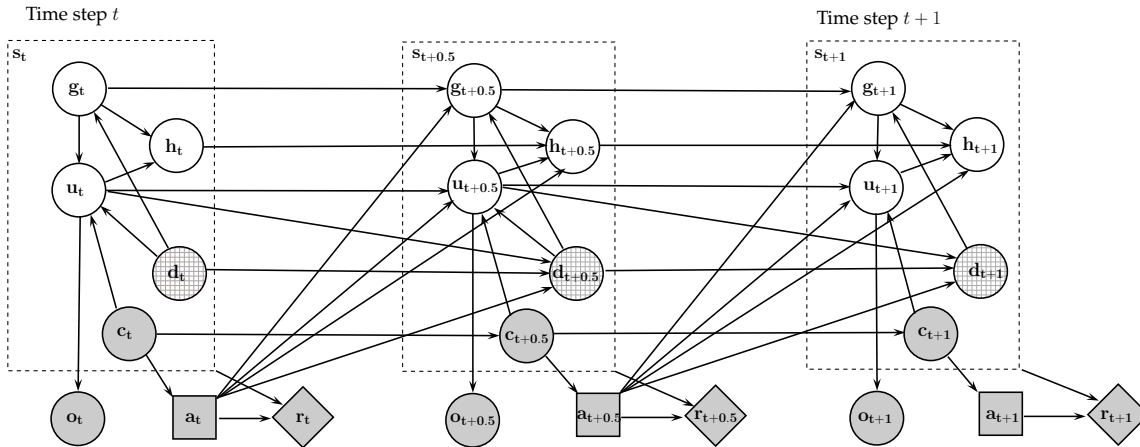 Time step t
Time step t + 1
s_t
s_{t+0.5}
s_{t+1}
g_t
g_{t+0.5}
g_{t+1}
h_t
h_{t+0.5}
h_{t+1}
u_t
u_{t+0.5}
u_{t+1}
d_t
d_{t+0.5}
d_{t+1}
c_t
c_{t+0.5}
c_{t+1}
o_t
a_t
r_t
o_{t+0.5}
a_{t+0.5}
r_{t+0.5}
o_{t+1}
a_{t+1}
r_{t+1}